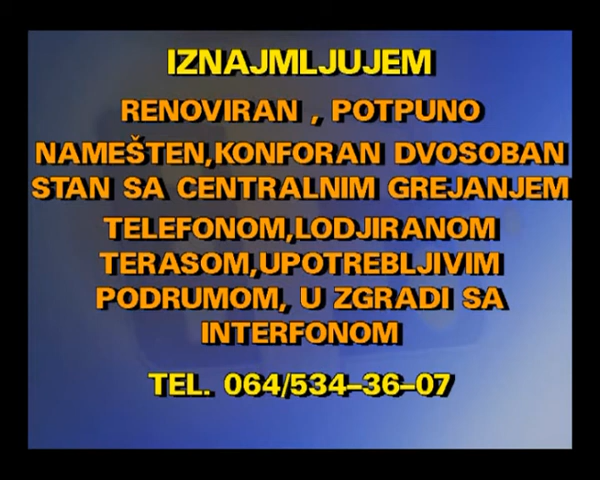 IZNAJMLJUJEM
RENOVIRAN , POTPUNO
NAMEŠTEN,KONFORAN DVOSOBAN
STAN SA CENTRALNIM GREJANJEM
TELEFONOM,LODJIRANOM
TERASOM,UPOTREBLJIVIM
PODRUMOM, U ZGRADI SA
INTERFONOM
TEL. 064/534-36-07